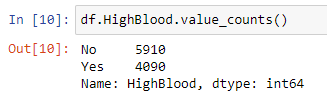 In [10]: df.HighBlood.value_counts()
Out[10]: No     5910
Yes    4090
Name: HighBlood, dtype: int64